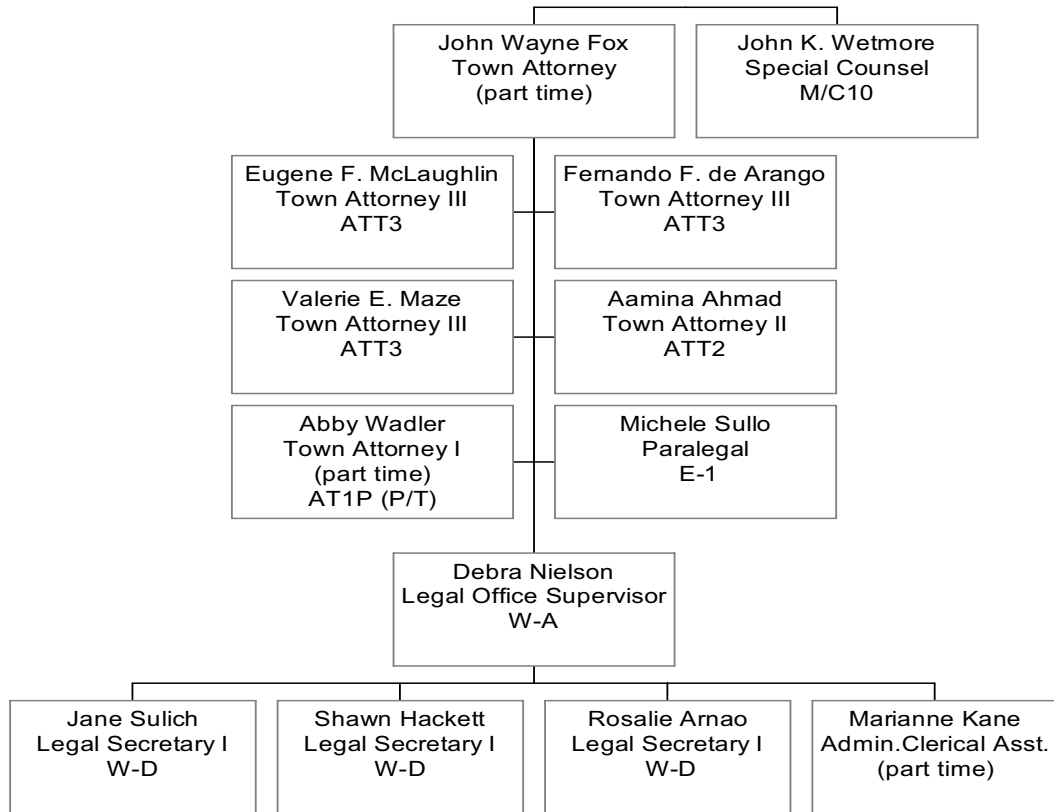 John Wayne Fox
Town Attorney
(part time)
John K. Wetmore
Special Counsel
M/C10
Eugene F. McLaughlin
Town Attorney III
ATT3
Fernando F. de Arango
Town Attorney III
ATT3
Valerie E. Maze
Town Attorney III
ATT3
Aamina Ahmad
Town Attorney II
ATT2
Abby Wadler
Town Attorney I
(part time)
AT1P (P/T)
Michele Sullo
Paralegal
E-1
Debra Nielson
Legal Office Supervisor
W-A
Jane Sulich
Legal Secretary I
W-D
Shawn Hackett
Legal Secretary I
W-D
Rosalie Arnao
Legal Secretary I
W-D
Marianne Kane
Admin.Clerical Asst.
(part time)